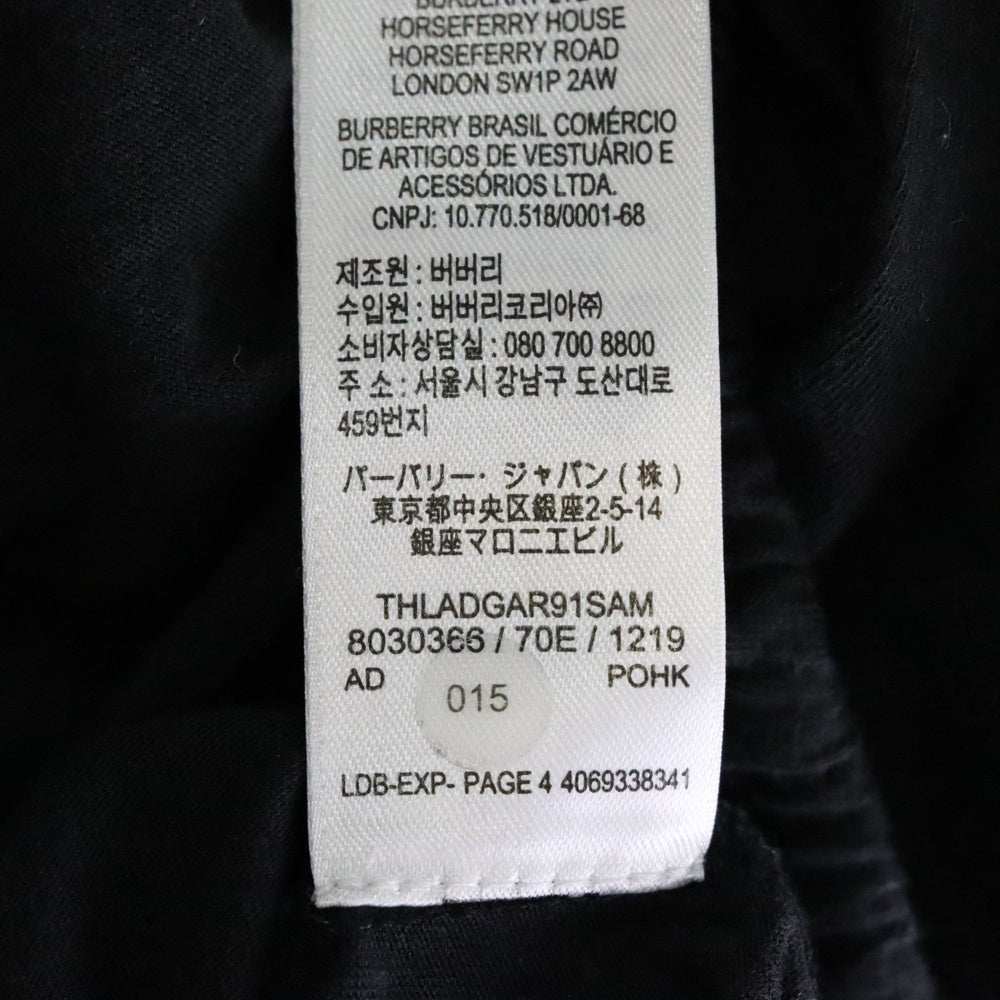 BURBERRY LTD
HORSEFERRY HOUSE
HORSEFERRY ROAD
LONDON SW1P 2AW
BURBERRY BRASIL COMÉRCIO
DE ARTIGOS DE VESTUÁRIO E
ACESSÓRIOS LTDA.
CNPJ: 10.770.518/0001-68
제조원 : 버버리
수입원 : 버버리코리아㈜
소비자상담실 : 080 700 8800
주 소 : 서울시 강남구 도산대로
459번지
バーバリー・ジャパン (株)
東京都中央区銀座2-5-14
銀座マロニエビル
THLADGAR91SAM
8030366 / 70E / 1219
AD POHK
015
LDB-EXP- PAGE 4 4069338341